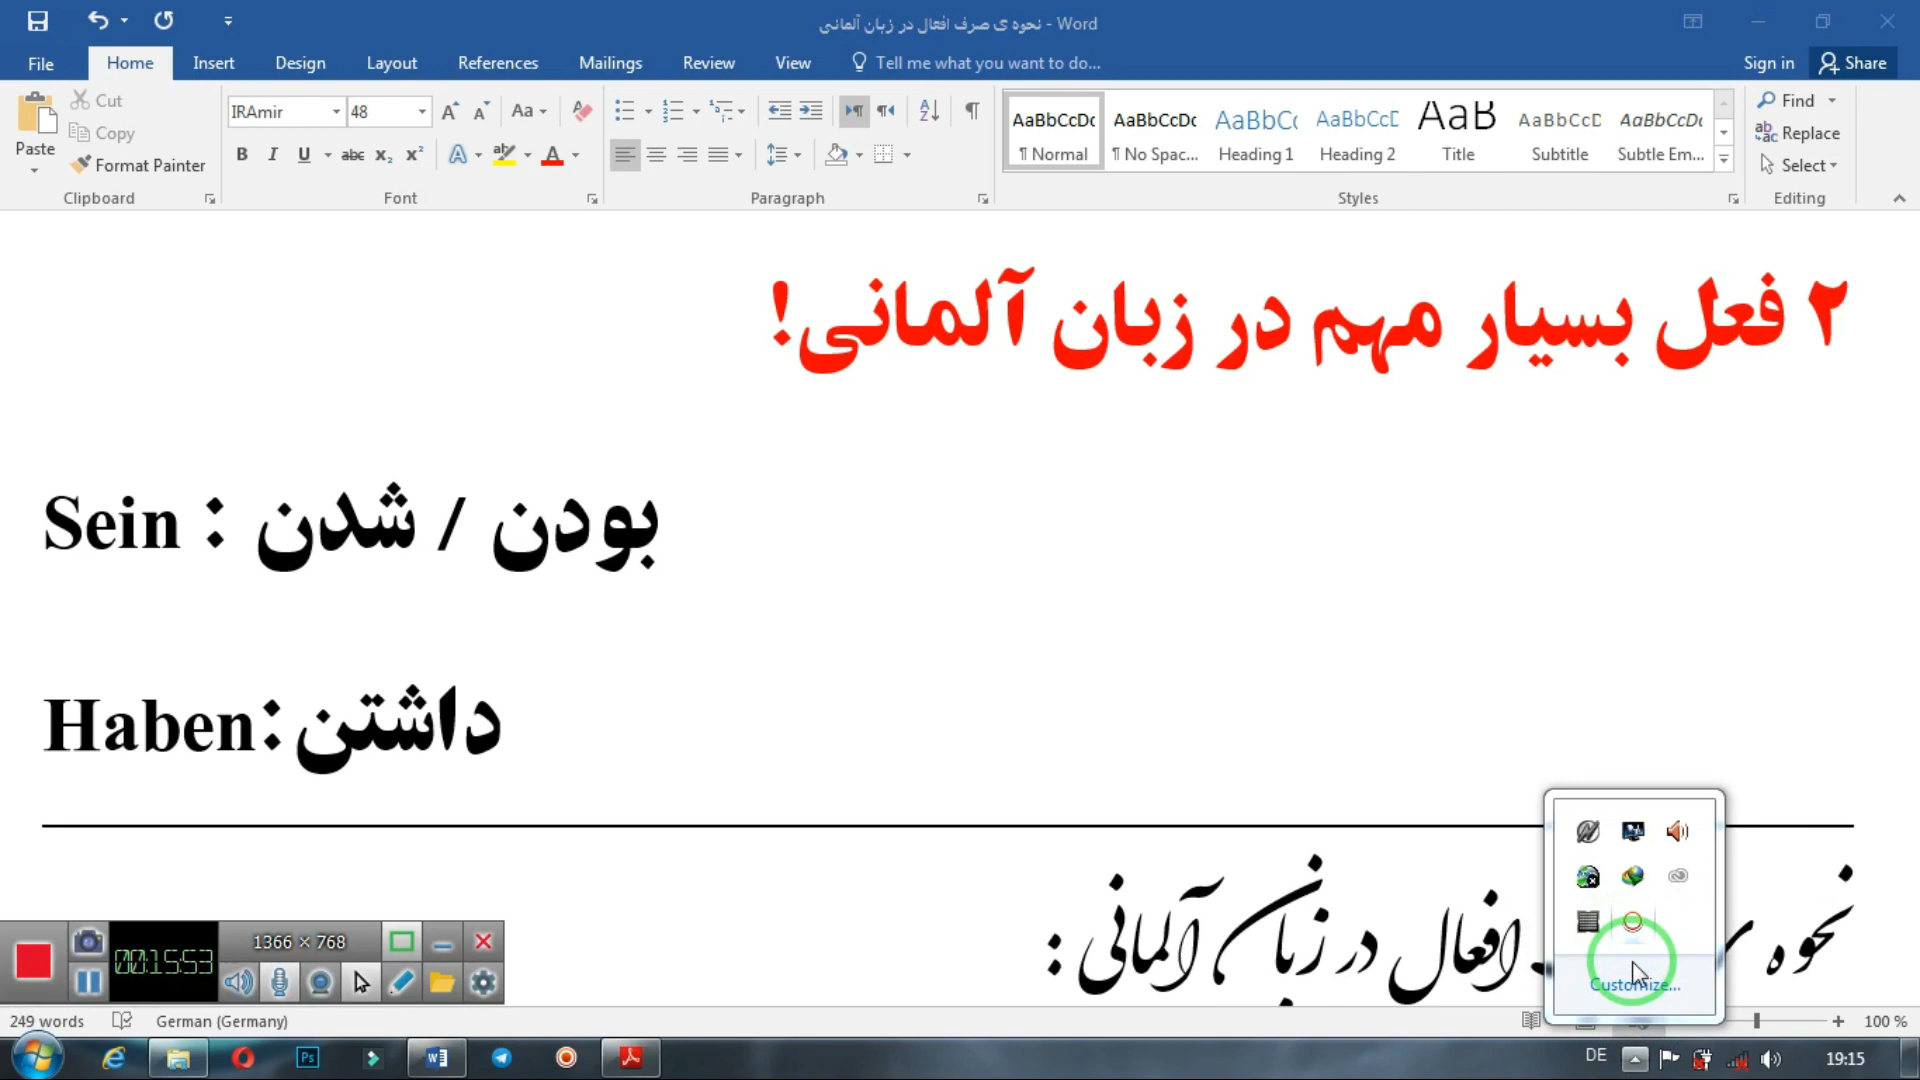 نحوه ی صرف افعال در زبان آلمانی - Word
File Home Insert Design Layout References Mailings Review View Tell me what you want to do... Sign in Share
Paste
Cut
Copy
Format Painter
Clipboard
IRAmir 48
Font
Paragraph
AaBbCcDc AaBbCcDc AaBbCc AaBbCcD AaB AaBbCcD AaBbCcDc
¶ Normal ¶ No Spac... Heading 1 Heading 2 Title Subtitle Subtle Em...
Styles
Find
Replace
Select
Editing
۲ فعل بسیار مهم در زبان آلمانی!
Sein : بودن / شدن
Haben: داشتن
نحوه ی افعال در زبان آلمانی :
Customize...
00:15:53
1366 × 768
249 words German (Germany) 100 %
DE 19:15